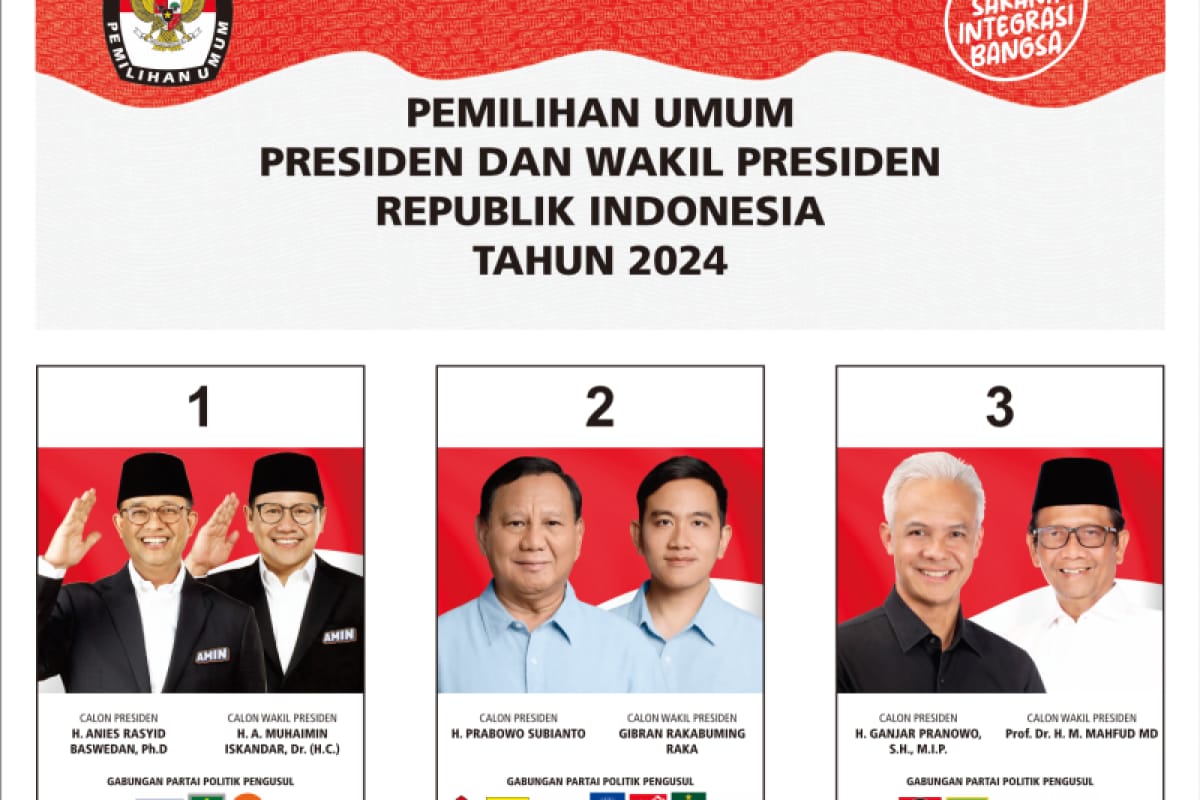 PEMILIHAN UMUM
SARANA
INTEGRASI
BANGSA
PEMILIHAN UMUM
PRESIDEN DAN WAKIL PRESIDEN
REPUBLIK INDONESIA
TAHUN 2024
1
AMIN
AMIN
CALON PRESIDEN
H. ANIES RASYID
BASWEDAN, Ph.D
CALON WAKIL PRESIDEN
H. A. MUHAIMIN
ISKANDAR, Dr. (H.C.)
GABUNGAN PARTAI POLITIK PENGUSUL
2
CALON PRESIDEN
H. PRABOWO SUBIANTO
CALON WAKIL PRESIDEN
GIBRAN RAKABUMING
RAKA
GABUNGAN PARTAI POLITIK PENGUSUL
3
CALON PRESIDEN
H. GANJAR PRANOWO,
S.H., M.I.P.
CALON WAKIL PRESIDEN
Prof. Dr. H. M. MAHFUD MD
GABUNGAN PARTAI POLITIK PENGUSUL